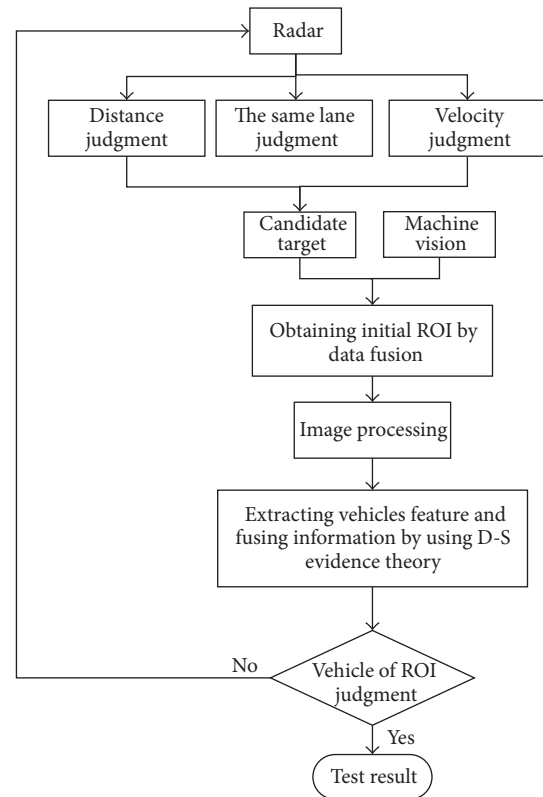 Radar
Distance
judgment
The same lane
judgment
Velocity
judgment
Candidate
target
Machine
vision
Obtaining initial ROI by
data fusion
Image processing
Extracting vehicles feature and
fusing information by using D-S
evidence theory
No
Vehicle of ROI
judgment
Yes
Test result